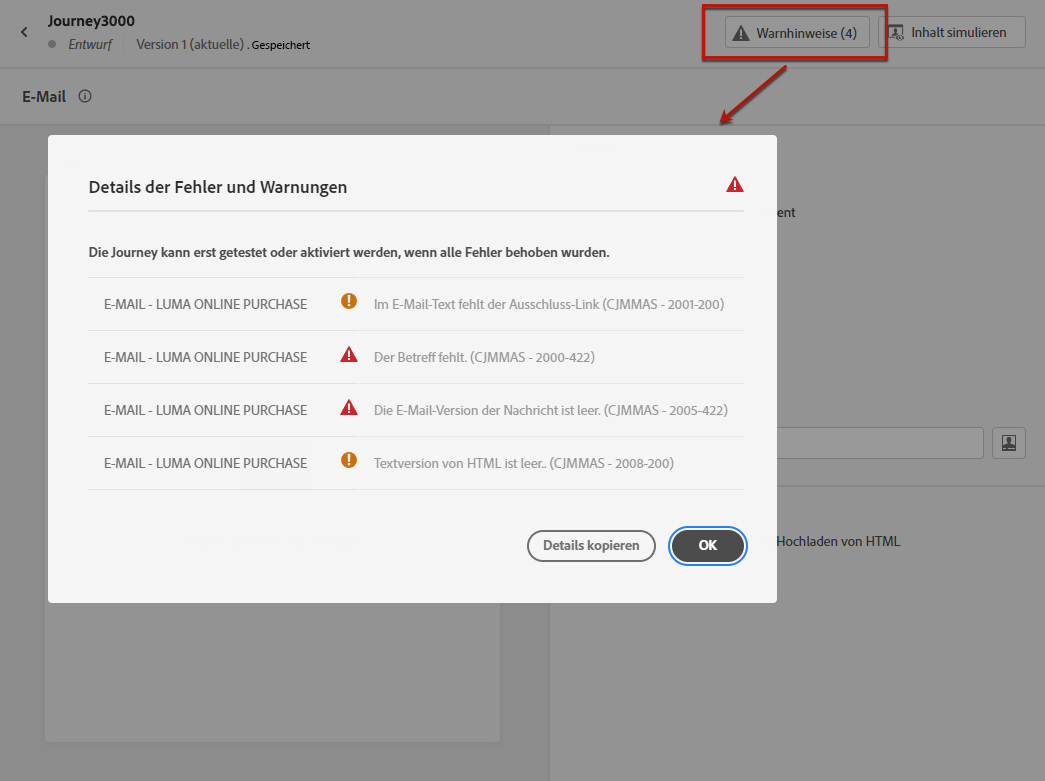 Journey3000
Entwurf Version 1 (aktuelle) . Gespeichert
Warnhinweise (4)
Inhalt simulieren
E-Mail
Details der Fehler und Warnungen
ent
Die Journey kann erst getestet oder aktiviert werden, wenn alle Fehler behoben wurden.
E-MAIL - LUMA ONLINE PURCHASE Im E-Mail-Text fehlt der Ausschluss-Link (CJMMAS - 2001-200)
E-MAIL - LUMA ONLINE PURCHASE Der Betreff fehlt. (CJMMAS - 2000-422)
E-MAIL - LUMA ONLINE PURCHASE Die E-Mail-Version der Nachricht ist leer. (CJMMAS - 2005-422)
E-MAIL - LUMA ONLINE PURCHASE Textversion von HTML ist leer.. (CJMMAS - 2008-200)
Details kopieren
OK
Hochladen von HTML